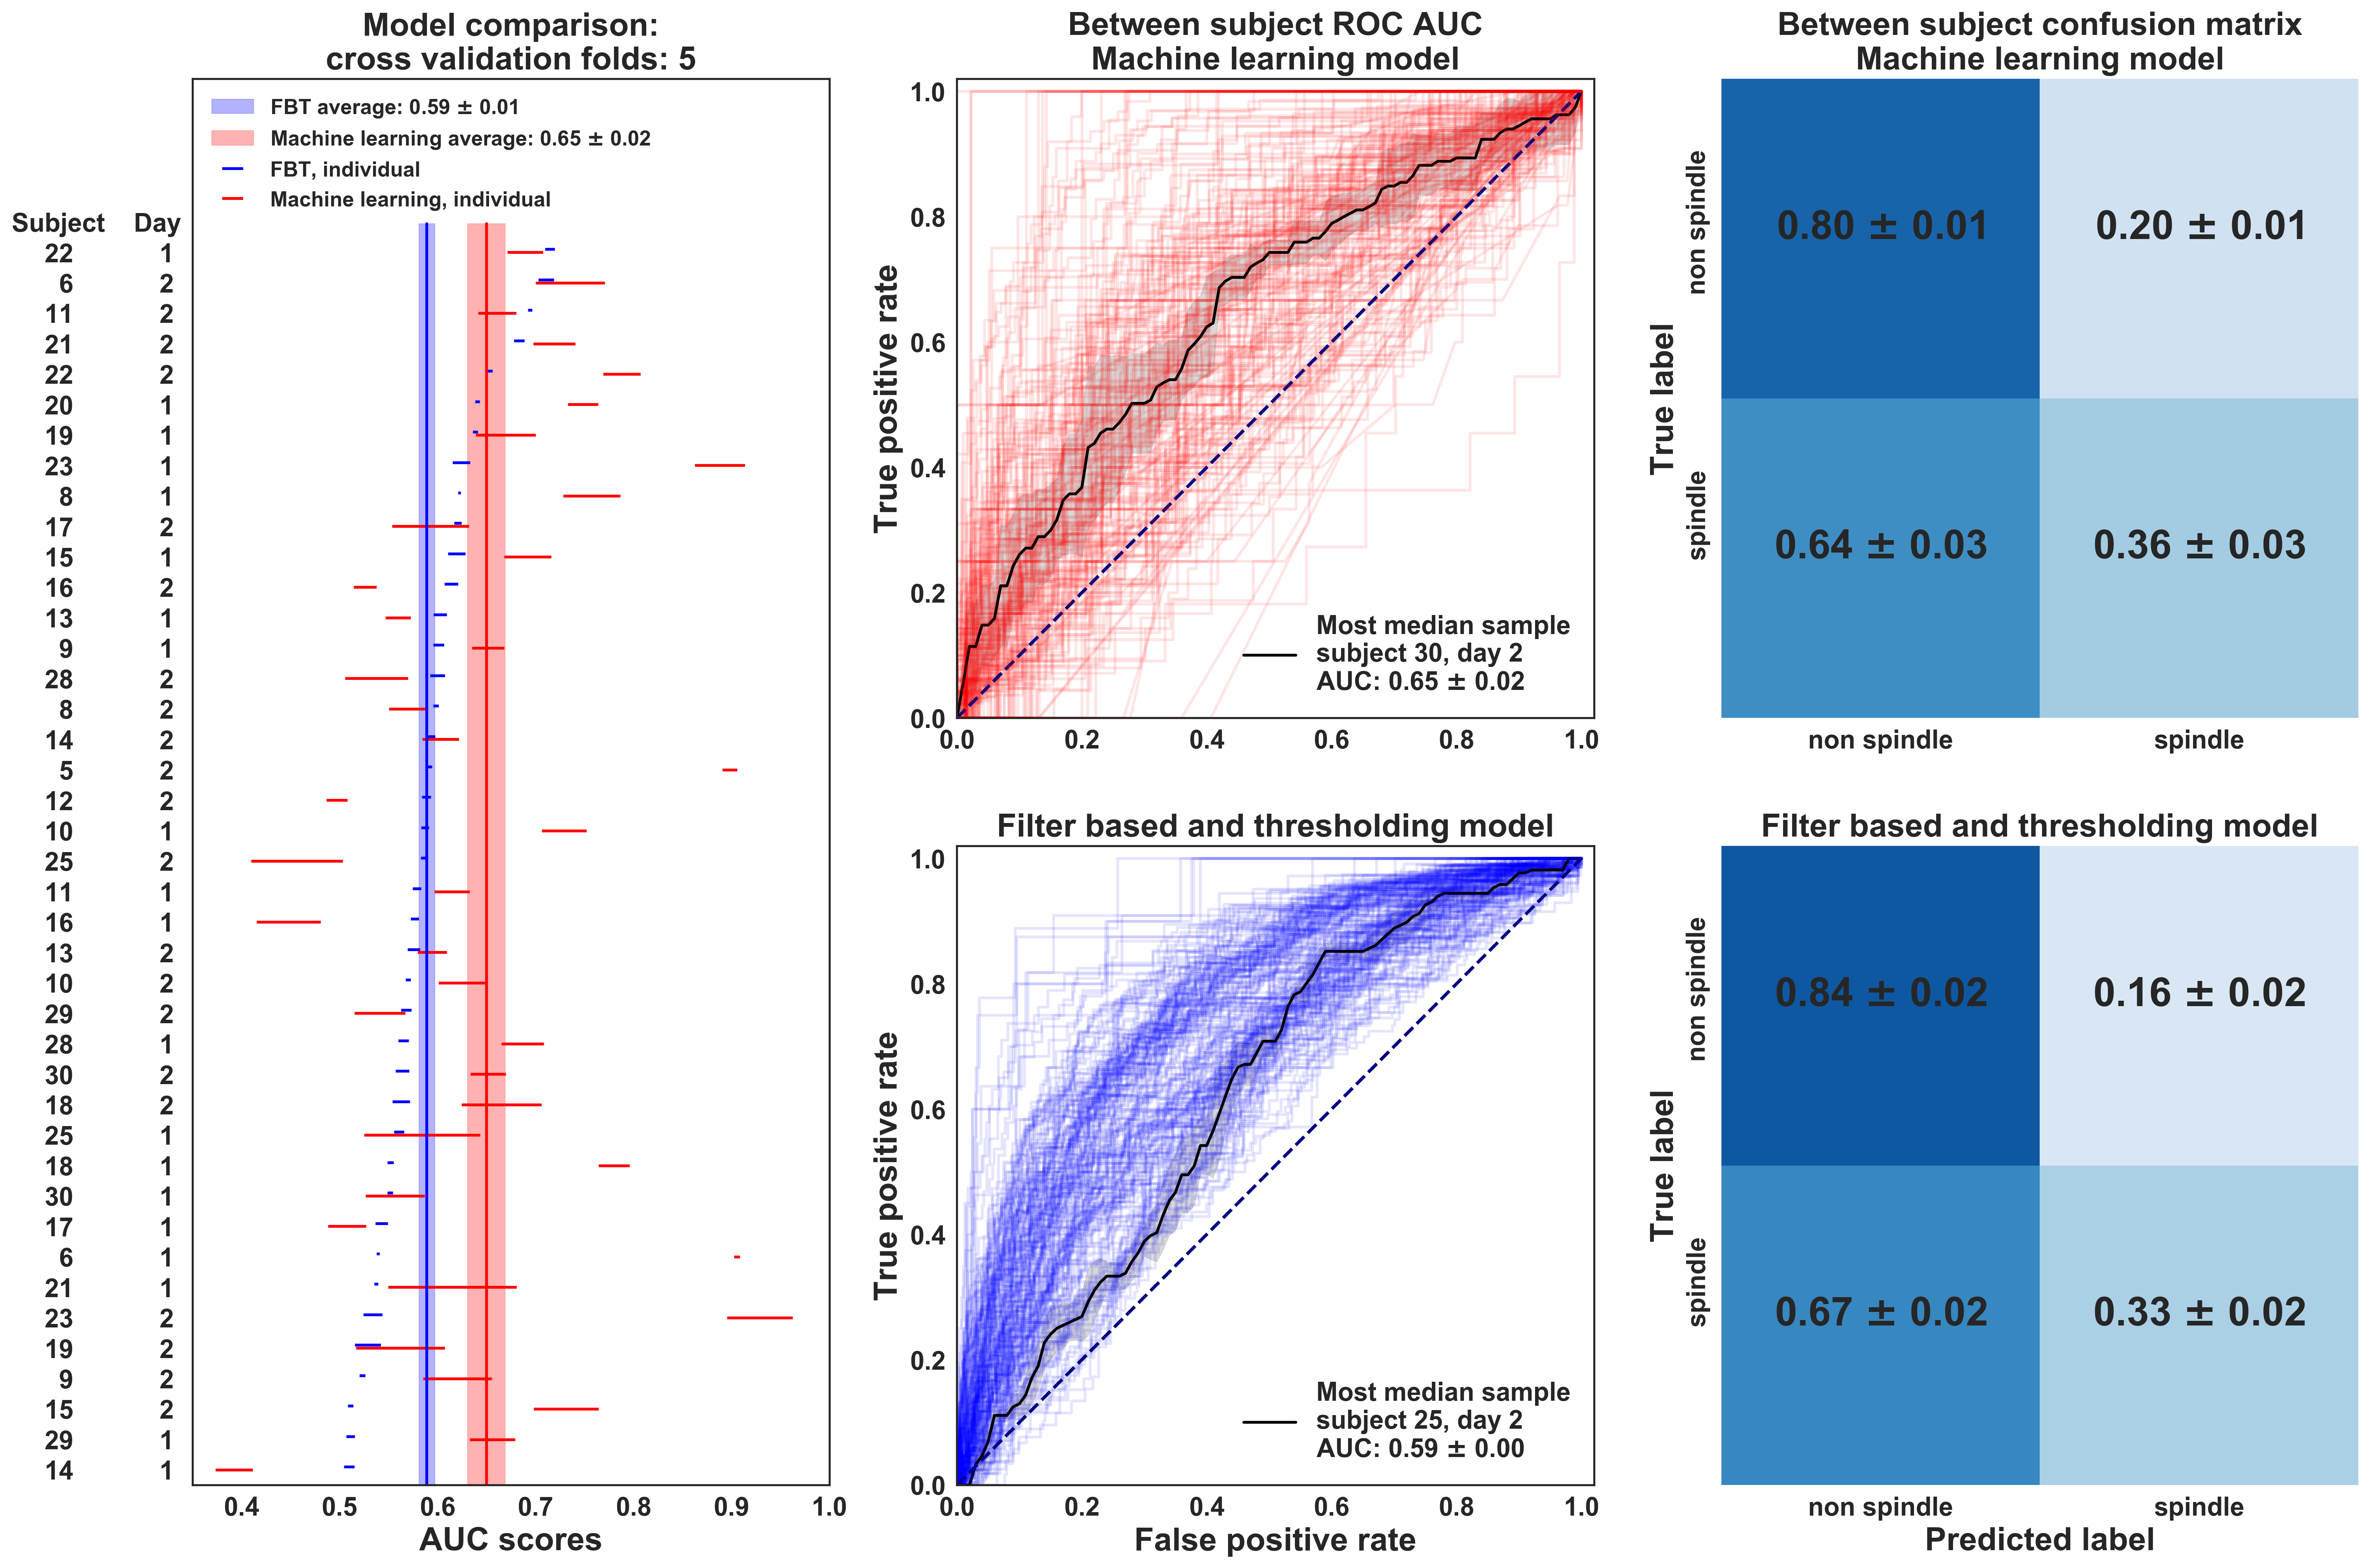 Model comparison:
cross validation folds: 5
FBT average: 0.59 ± 0.01
Machine learning average: 0.65 ± 0.02
FBT, individual
Machine learning, individual
Subject Day
22 1
6 2
11 2
21 2
22 2
20 1
19 1
23 1
8 1
17 2
15 1
16 2
13 1
9 1
28 2
8 2
14 2
5 2
12 2
10 1
25 2
11 1
16 1
13 2
10 2
29 2
28 1
30 2
18 2
25 1
18 1
30 1
17 1
6 1
21 1
23 2
19 2
9 2
15 2
29 1
14 1
0.4 0.5 0.6 0.7 0.8 0.9 1.0
AUC scores
Between subject ROC AUC
Machine learning model
True positive rate
1.0
0.8
0.6
0.4
0.2
0.0
Most median sample
subject 30, day 2
AUC: 0.65 ± 0.02
0.0 0.2 0.4 0.6 0.8 1.0
Filter based and thresholding model
True positive rate
1.0
0.8
0.6
0.4
0.2
0.0
Most median sample
subject 25, day 2
AUC: 0.59 ± 0.00
0.0 0.2 0.4 0.6 0.8 1.0
False positive rate
Between subject confusion matrix
Machine learning model
True label
non spindle
spindle
0.80 ± 0.01 0.20 ± 0.01
0.64 ± 0.03 0.36 ± 0.03
non spindle spindle
Filter based and thresholding model
True label
non spindle
spindle
0.84 ± 0.02 0.16 ± 0.02
0.67 ± 0.02 0.33 ± 0.02
non spindle spindle
Predicted label